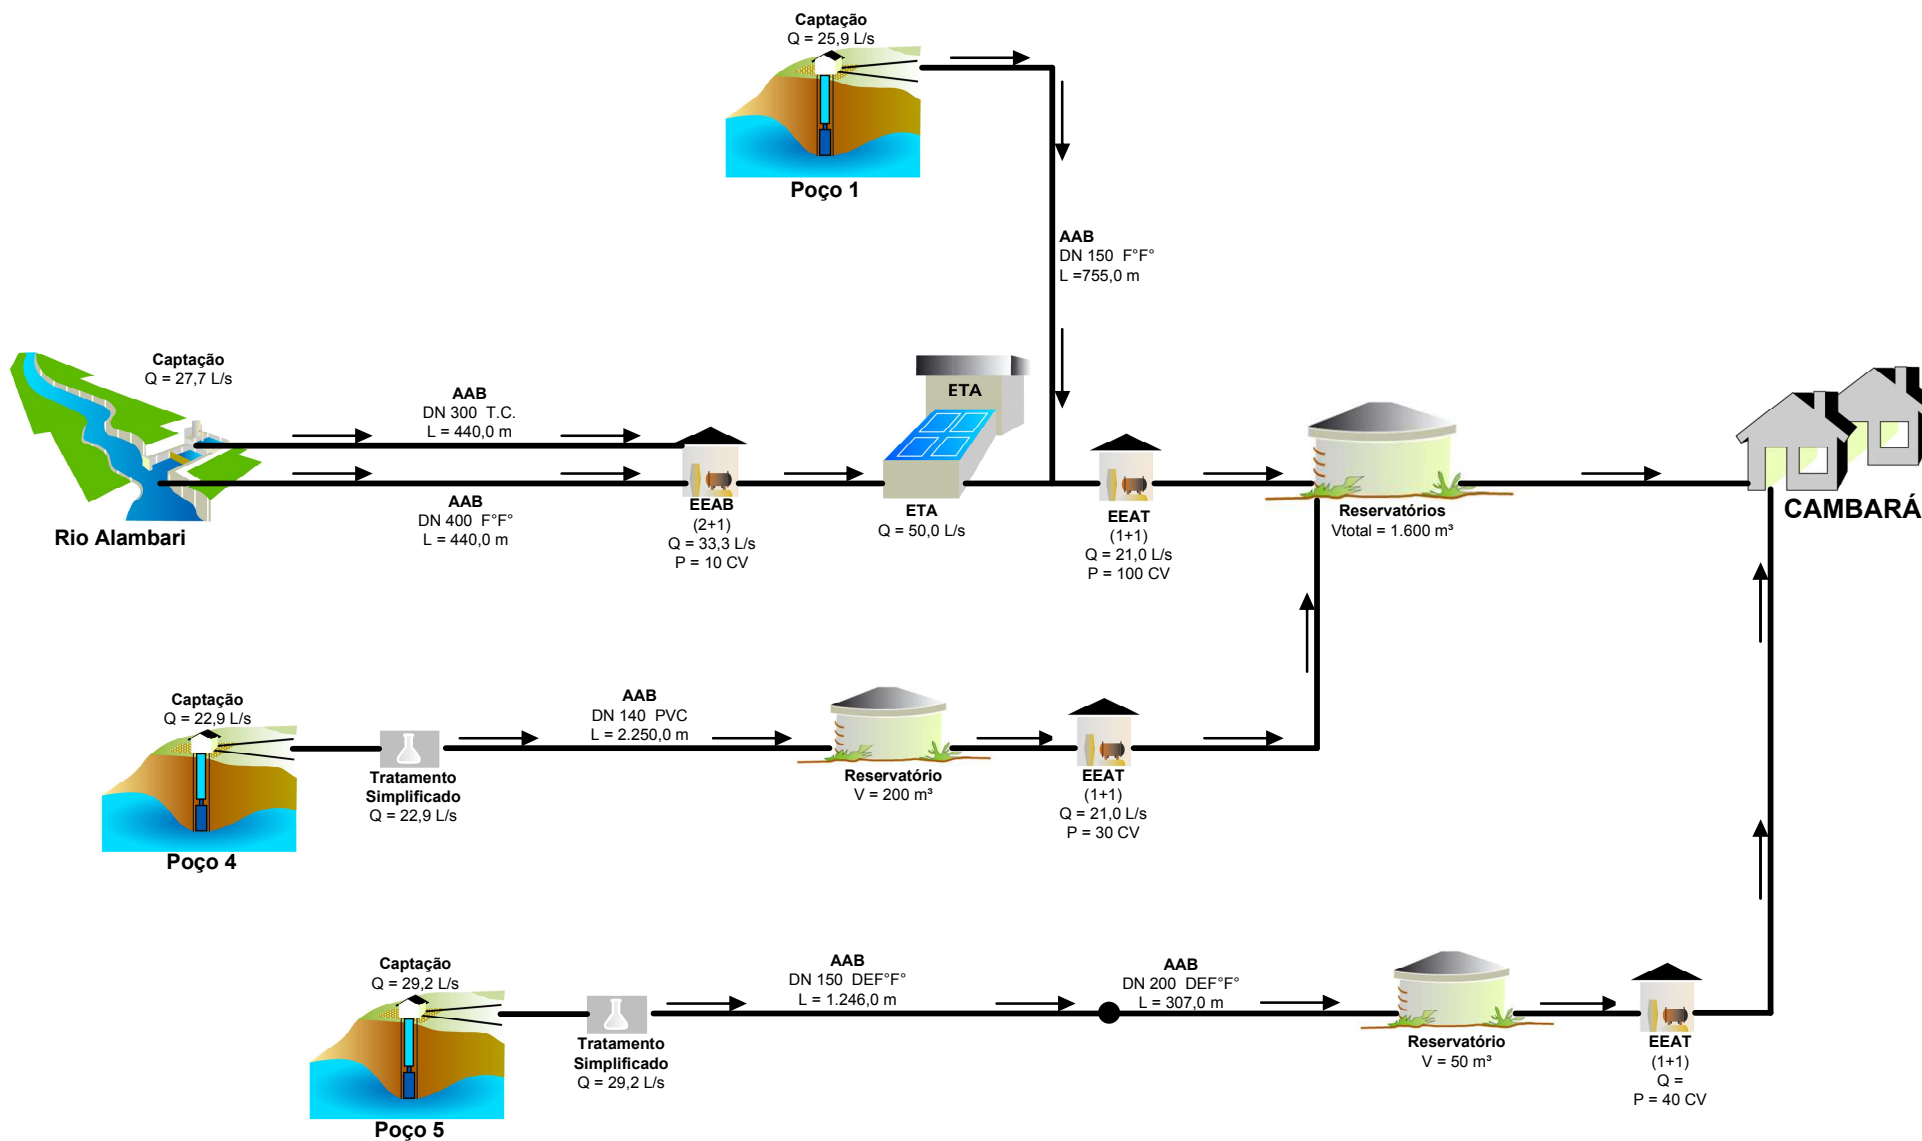 Captação
Q = 25,9 L/s
Poço 1
AAB
DN 150 F°F°
L =755,0 m
Captação
Q = 27,7 L/s
Rio Alambari
AAB
DN 300 T.C.
L = 440,0 m
AAB
DN 400 F°F°
L = 440,0 m
EEAB
(2+1)
Q = 33,3 L/s
P = 10 CV
ETA
ETA
Q = 50,0 L/s
EEAT
(1+1)
Q = 21,0 L/s
P = 100 CV
Reservatórios
Vtotal = 1.600 m³
CAMBARÁ
Captação
Q = 22,9 L/s
Poço 4
Tratamento
Simplificado
Q = 22,9 L/s
AAB
DN 140 PVC
L = 2.250,0 m
Reservatório
V = 200 m³
EEAT
(1+1)
Q = 21,0 L/s
P = 30 CV
Captação
Q = 29,2 L/s
Poço 5
Tratamento
Simplificado
Q = 29,2 L/s
AAB
DN 150 DEF°F°
L = 1.246,0 m
AAB
DN 200 DEF°F°
L = 307,0 m
Reservatório
V = 50 m³
EEAT
(1+1)
Q =
P = 40 CV